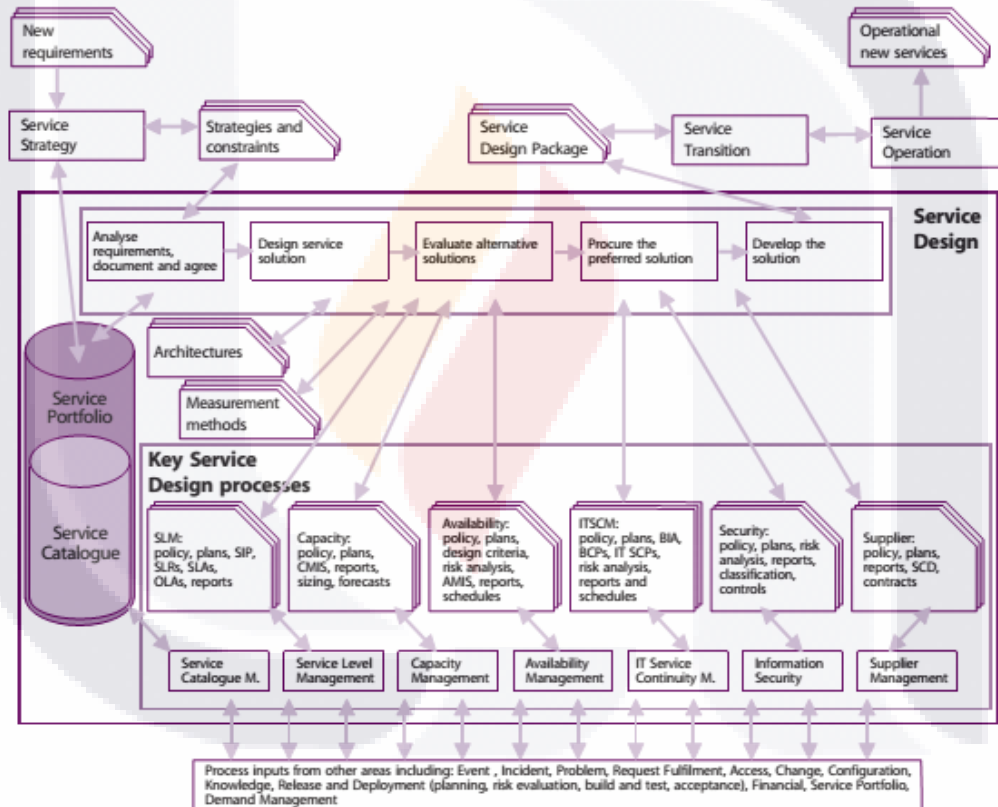 New
requirements
Operational
new services
Service
Strategy
Strategies and
constraints
Service
Design Package
Service
Transition
Service
Operation
Service
Design
Analyse
requirements,
document and agree
Design service
solution
Evaluate alternative
solutions
Procure the
preferred solution
Develop the
solution
Architectures
Measurement
methods
Service
Portfolio
Service
Catalogue
Key Service
Design processes
SLM:
policy, plans, SIP,
SLRs, SLAs,
OLAs, reports
Capacity:
policy, plans,
CMIS, reports,
sizing, forecasts
Availability:
policy, plans,
design criteria,
risk analysis,
AMIS, reports,
schedules
ITSCM:
policy, plans, BIA,
BCPs, IT SCPs,
risk analysis,
reports and
schedules
Security:
policy, plans, risk
analysis, reports,
classification,
controls
Supplier:
policy, plans,
reports, SCD,
contracts
Service
Catalogue M.
Service Level
Management
Capacity
Management
Availability
Management
IT Service
Continuity M.
Information
Security
Supplier
Management
Process inputs from other areas including: Event , Incident, Problem, Request Fulfilment, Access, Change, Configuration,
Knowledge, Release and Deployment (planning, risk evaluation, build and test, acceptance), Financial, Service Portfolio,
Demand Management